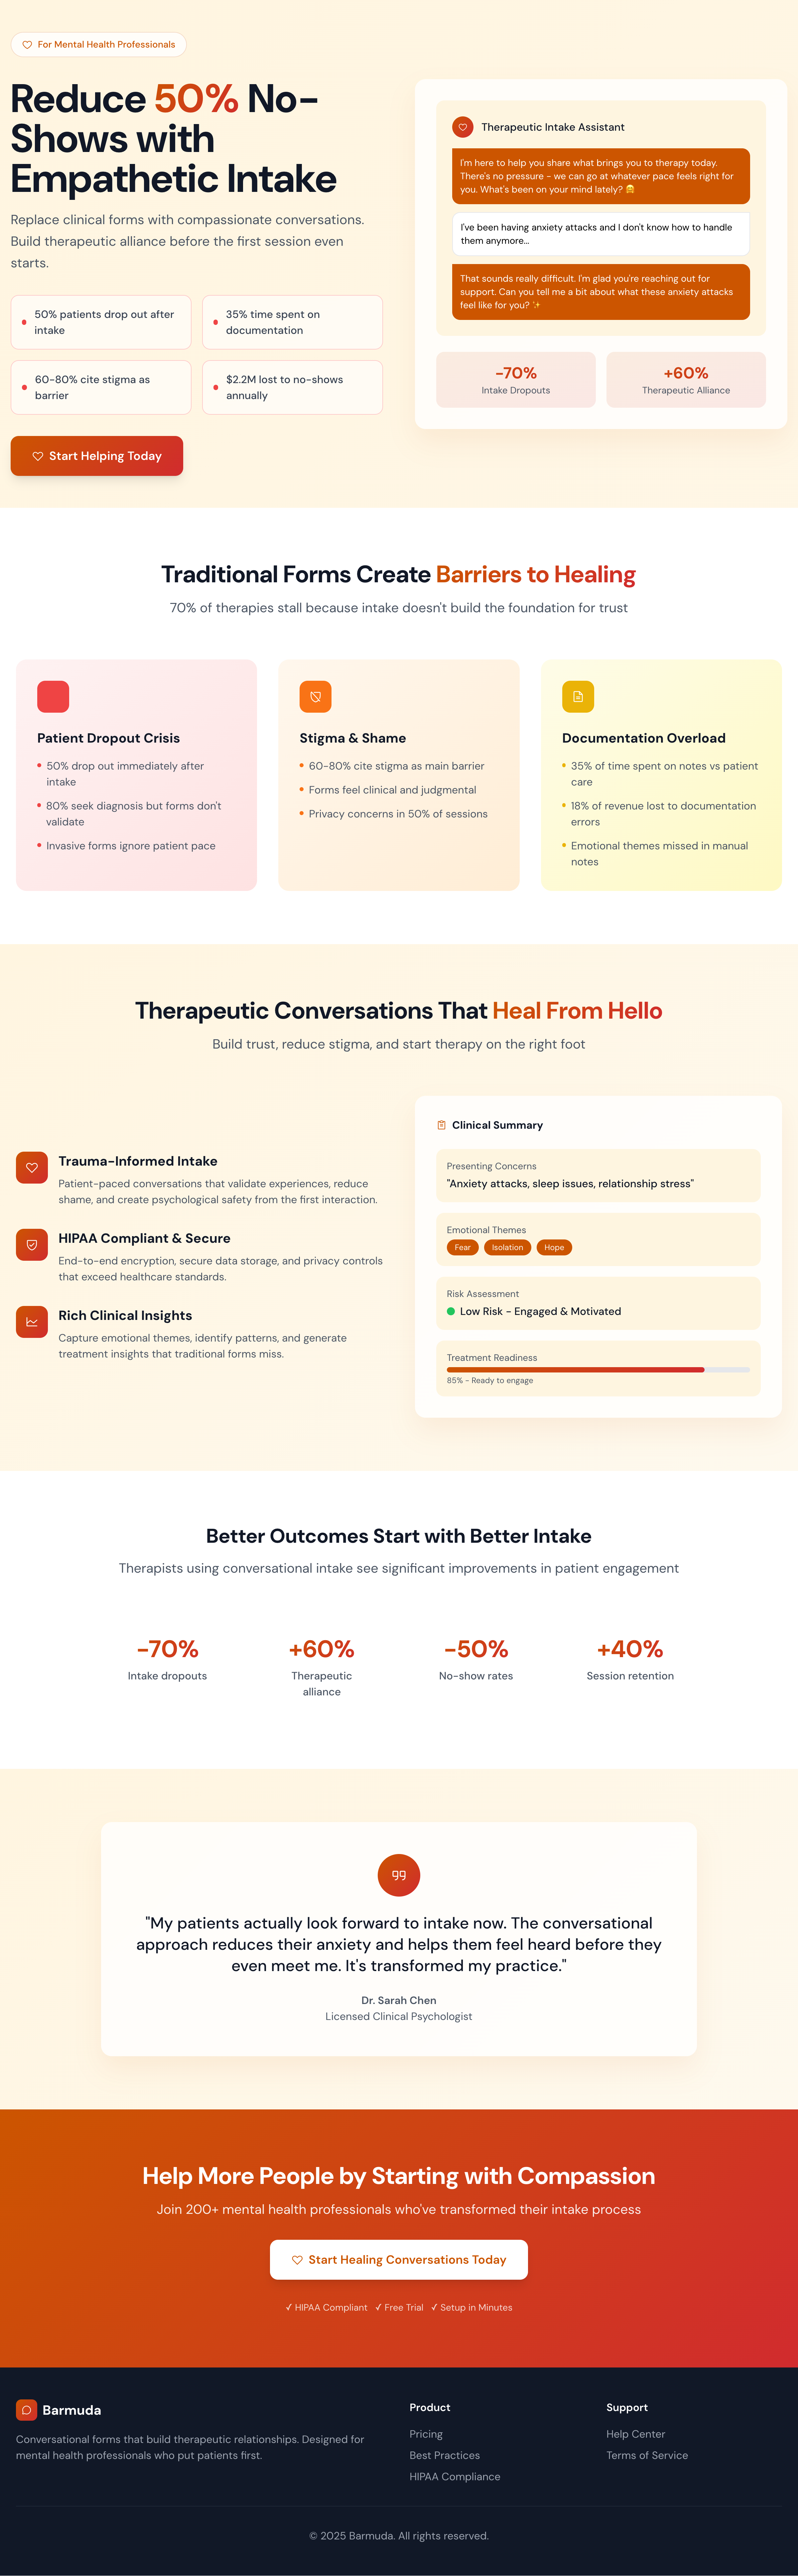 For Mental Health Professionals
Reduce 50% No-
Shows with
Empathetic Intake
Replace clinical forms with compassionate conversations.
Build therapeutic alliance before the first session even
starts.
50% patients drop out after
intake
35% time spent on
documentation
60-80% cite stigma as
barrier
$2.2M lost to no-shows
annually
Start Helping Today
Therapeutic Intake Assistant
I'm here to help you share what brings you to therapy today.
There's no pressure - we can go at whatever pace feels right for
you. What's been on your mind lately? 🤗
I've been having anxiety attacks and I don't know how to handle
them anymore...
That sounds really difficult. I'm glad you're reaching out for
support. Can you tell me a bit about what these anxiety attacks
feel like for you? ✨
-70%
Intake Dropouts
+60%
Therapeutic Alliance
Traditional Forms Create Barriers to Healing
70% of therapies stall because intake doesn't build the foundation for trust
Patient Dropout Crisis
50% drop out immediately after
intake
80% seek diagnosis but forms don't
validate
Invasive forms ignore patient pace
Stigma & Shame
60-80% cite stigma as main barrier
Forms feel clinical and judgmental
Privacy concerns in 50% of sessions
Documentation Overload
35% of time spent on notes vs patient
care
18% of revenue lost to documentation
errors
Emotional themes missed in manual
notes
Therapeutic Conversations That Heal From Hello
Build trust, reduce stigma, and start therapy on the right foot
Trauma-Informed Intake
Patient-paced conversations that validate experiences, reduce
shame, and create psychological safety from the first interaction.
HIPAA Compliant & Secure
End-to-end encryption, secure data storage, and privacy controls
that exceed healthcare standards.
Rich Clinical Insights
Capture emotional themes, identify patterns, and generate
treatment insights that traditional forms miss.
Clinical Summary
Presenting Concerns
"Anxiety attacks, sleep issues, relationship stress"
Emotional Themes
Fear Isolation Hope
Risk Assessment
Low Risk - Engaged & Motivated
Treatment Readiness
85% - Ready to engage
Better Outcomes Start with Better Intake
Therapists using conversational intake see significant improvements in patient engagement
-70%
Intake dropouts
+60%
Therapeutic
alliance
-50%
No-show rates
+40%
Session retention
"My patients actually look forward to intake now. The conversational
approach reduces their anxiety and helps them feel heard before they
even meet me. It's transformed my practice."
Dr. Sarah Chen
Licensed Clinical Psychologist
Help More People by Starting with Compassion
Join 200+ mental health professionals who've transformed their intake process
Start Healing Conversations Today
✓ HIPAA Compliant ✓ Free Trial ✓ Setup in Minutes
Barmuda
Conversational forms that build therapeutic relationships. Designed for
mental health professionals who put patients first.
Product
Pricing
Best Practices
HIPAA Compliance
Support
Help Center
Terms of Service
© 2025 Barmuda. All rights reserved.